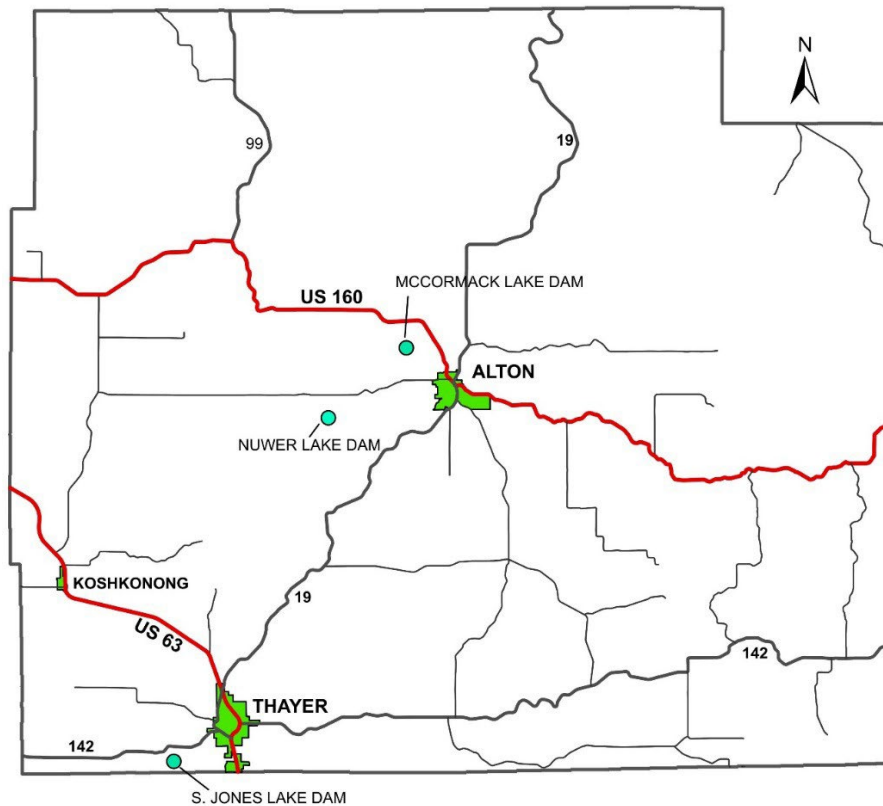 N
99
19
MCCORMACK LAKE DAM
US 160
ALTON
NUWER LAKE DAM
KOSHKONONG
19
US 63
142
THAYER
142
S. JONES LAKE DAM